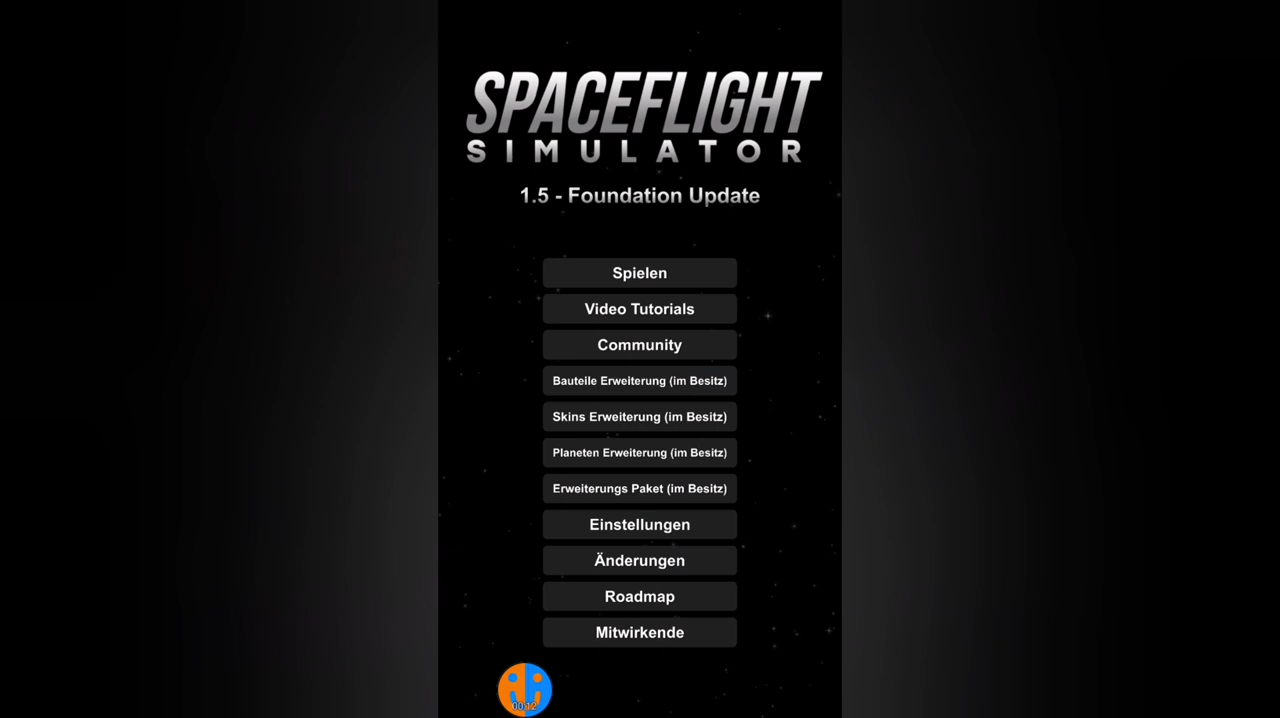 SPACEFLIGHT
SIMULATOR
1.5 - Foundation Update
Spielen
Video Tutorials
Community
Bauteile Erweiterung (im Besitz)
Skins Erweiterung (im Besitz)
Planeten Erweiterung (im Besitz)
Erweiterungs Paket (im Besitz)
Einstellungen
Änderungen
Roadmap
Mitwirkende
00:12